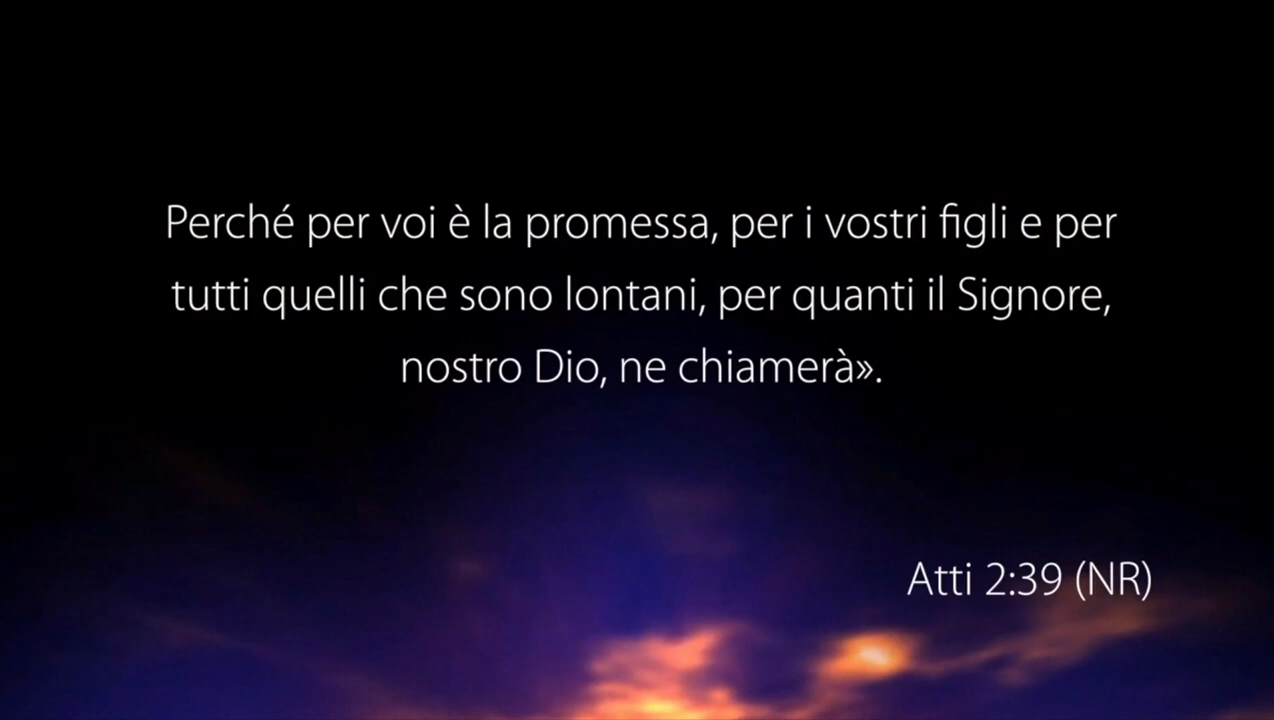 Perché per voi è la promessa, per i vostri figli e per
tutti quelli che sono lontani, per quanti il Signore,
nostro Dio, ne chiamerà».
Atti 2:39 (NR)